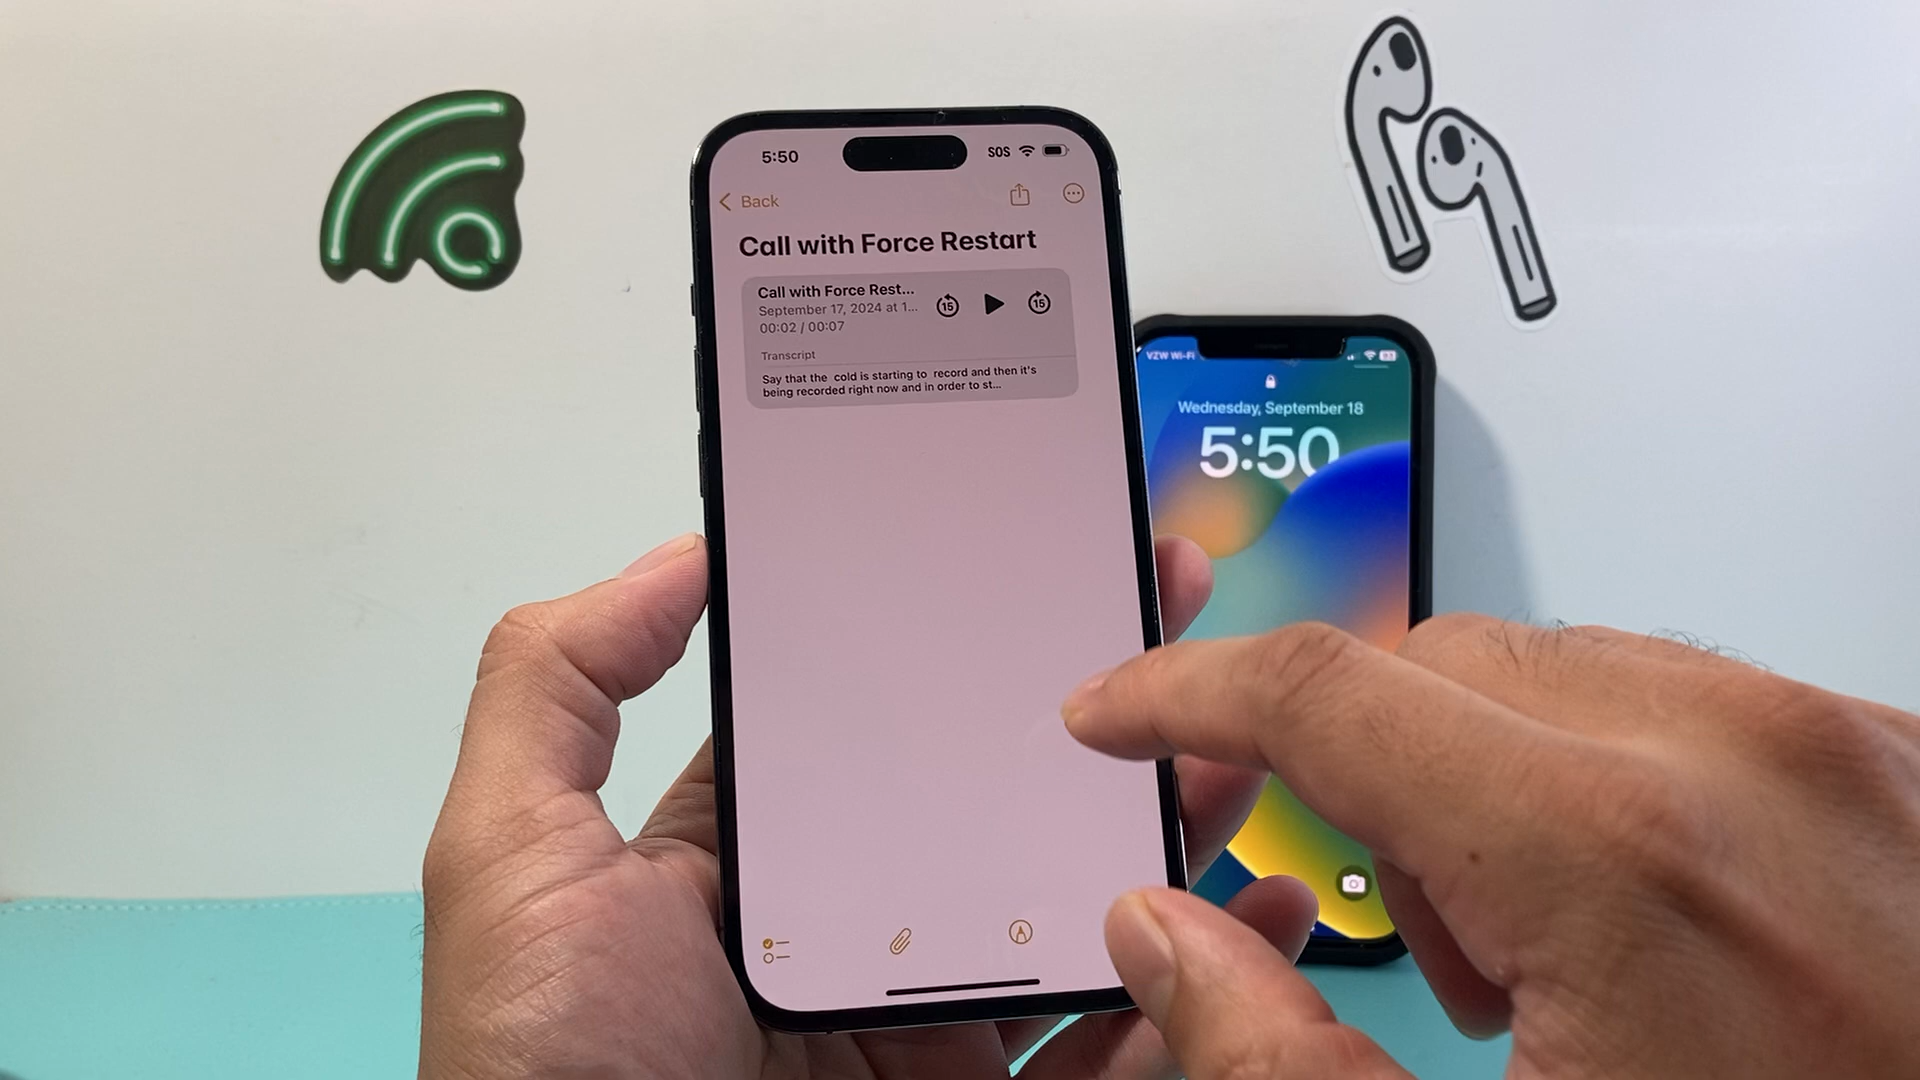 5:50
SOS
Back
Call with Force Restart
Call with Force Rest...
September 17, 2024 at 1...
00:02 / 00:07
15
15
Transcript
Say that the cold is starting to record and then it's
being recorded right now and in order to st...
VZW Wi-Fi
Wednesday, September 18
5:50